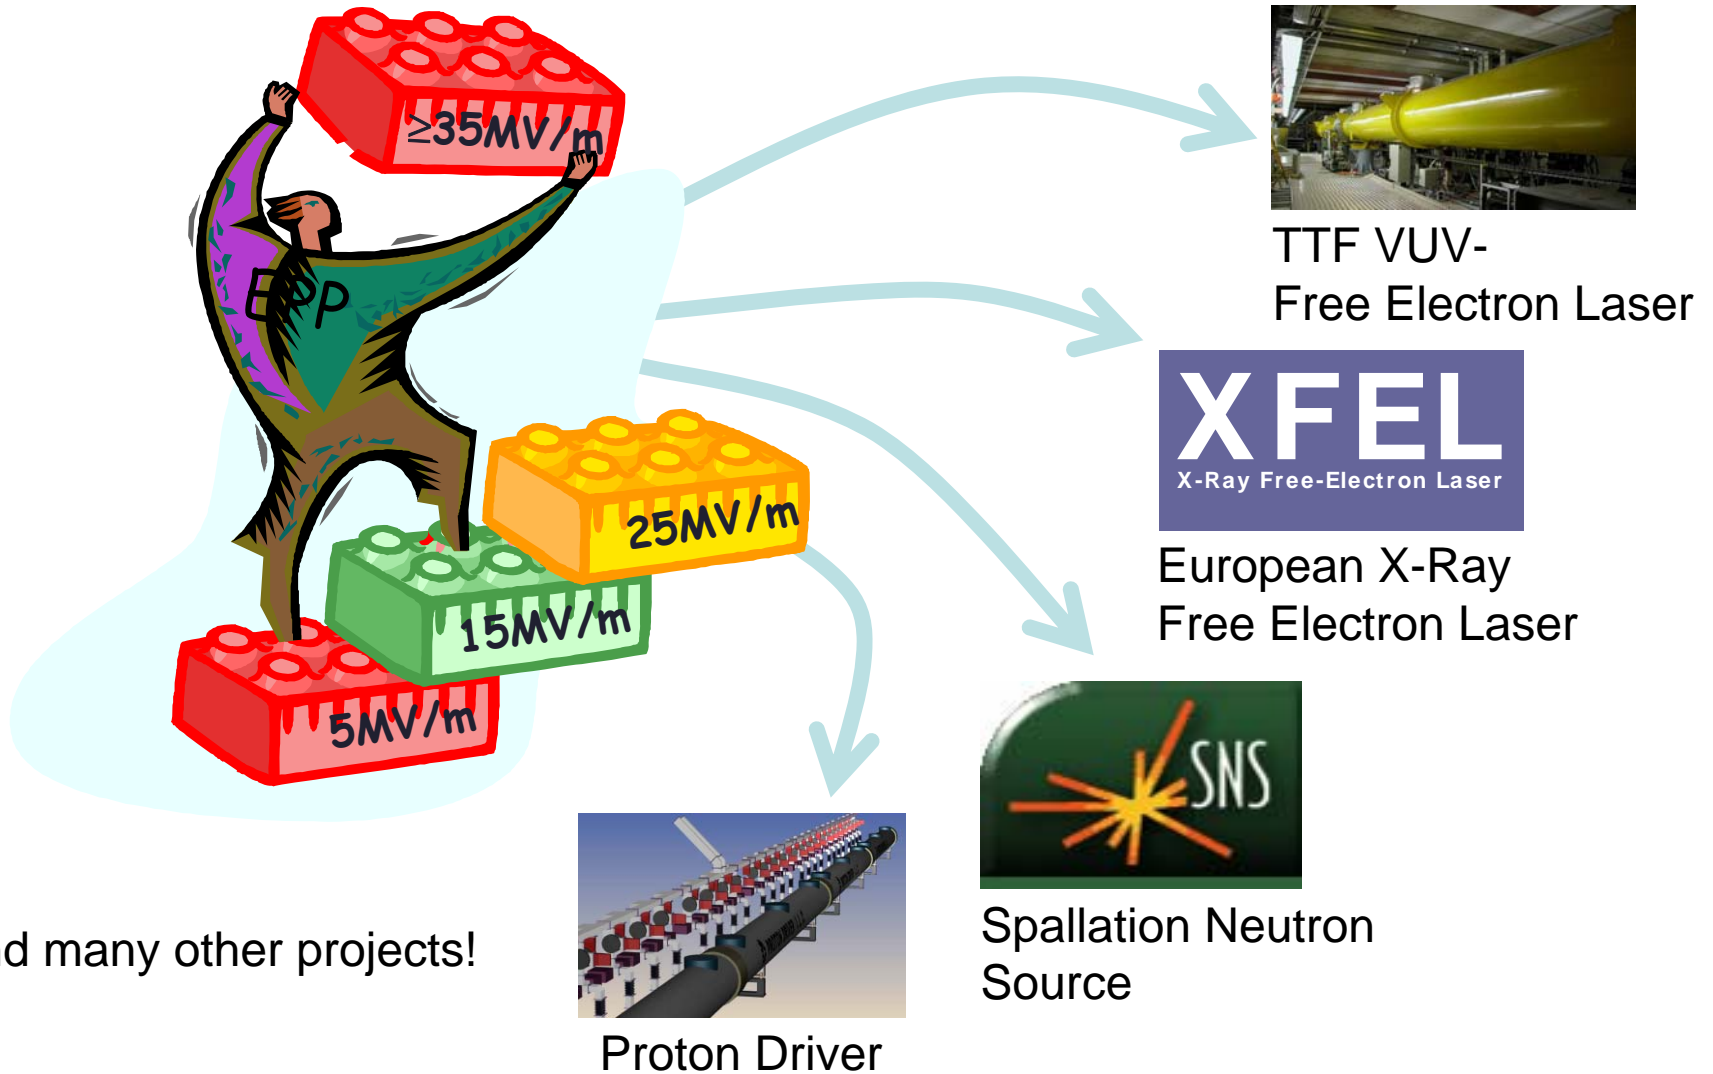 ≥35MV/m
EPP
25MV/m
15MV/m
5MV/m
TTF VUV-
Free Electron Laser
XFEL
X-Ray Free-Electron Laser
European X-Ray
Free Electron Laser
SNS
Spallation Neutron
Source
Proton Driver
d many other projects!